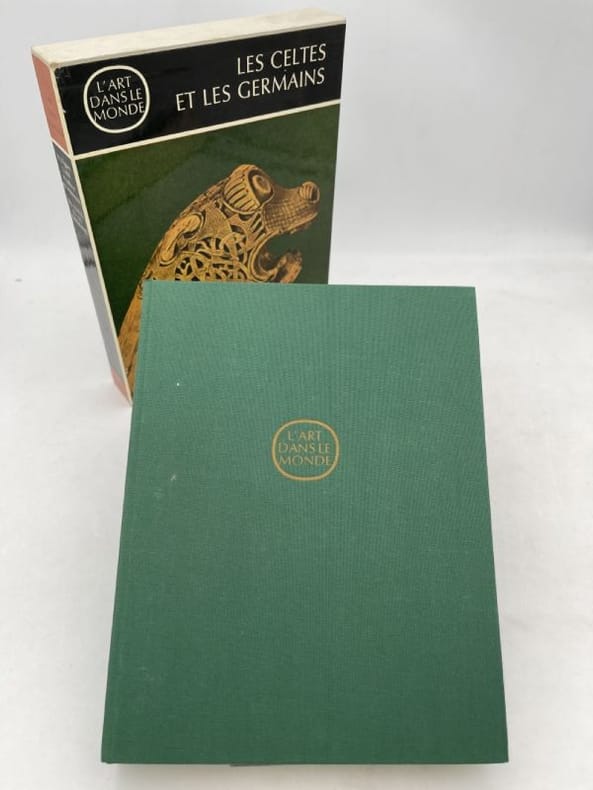 LES CELTES
ET LES GERMAINS
L'ART
DANS LE
MONDE
L'ART
DANS LE
MONDE